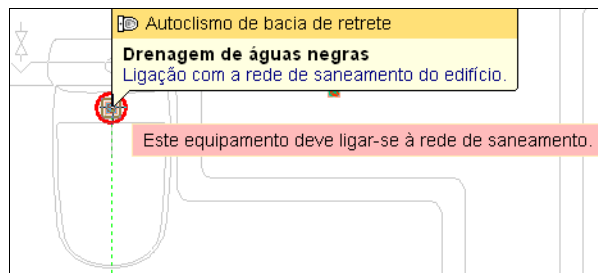 Autoclismo de bacia de retrete
Drenagem de águas negras
Ligação com a rede de saneamento do edifício.
Este equipamento deve ligar-se à rede de saneamento.